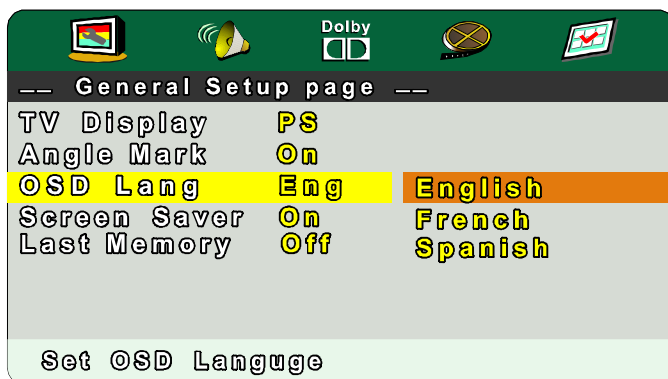 Dolby
-- General Setup page --
TV Display PS
Angle Mark On
OSD Lang Eng English
Screen Saver On French
Last Memory Off Spanish
Set OSD Languge